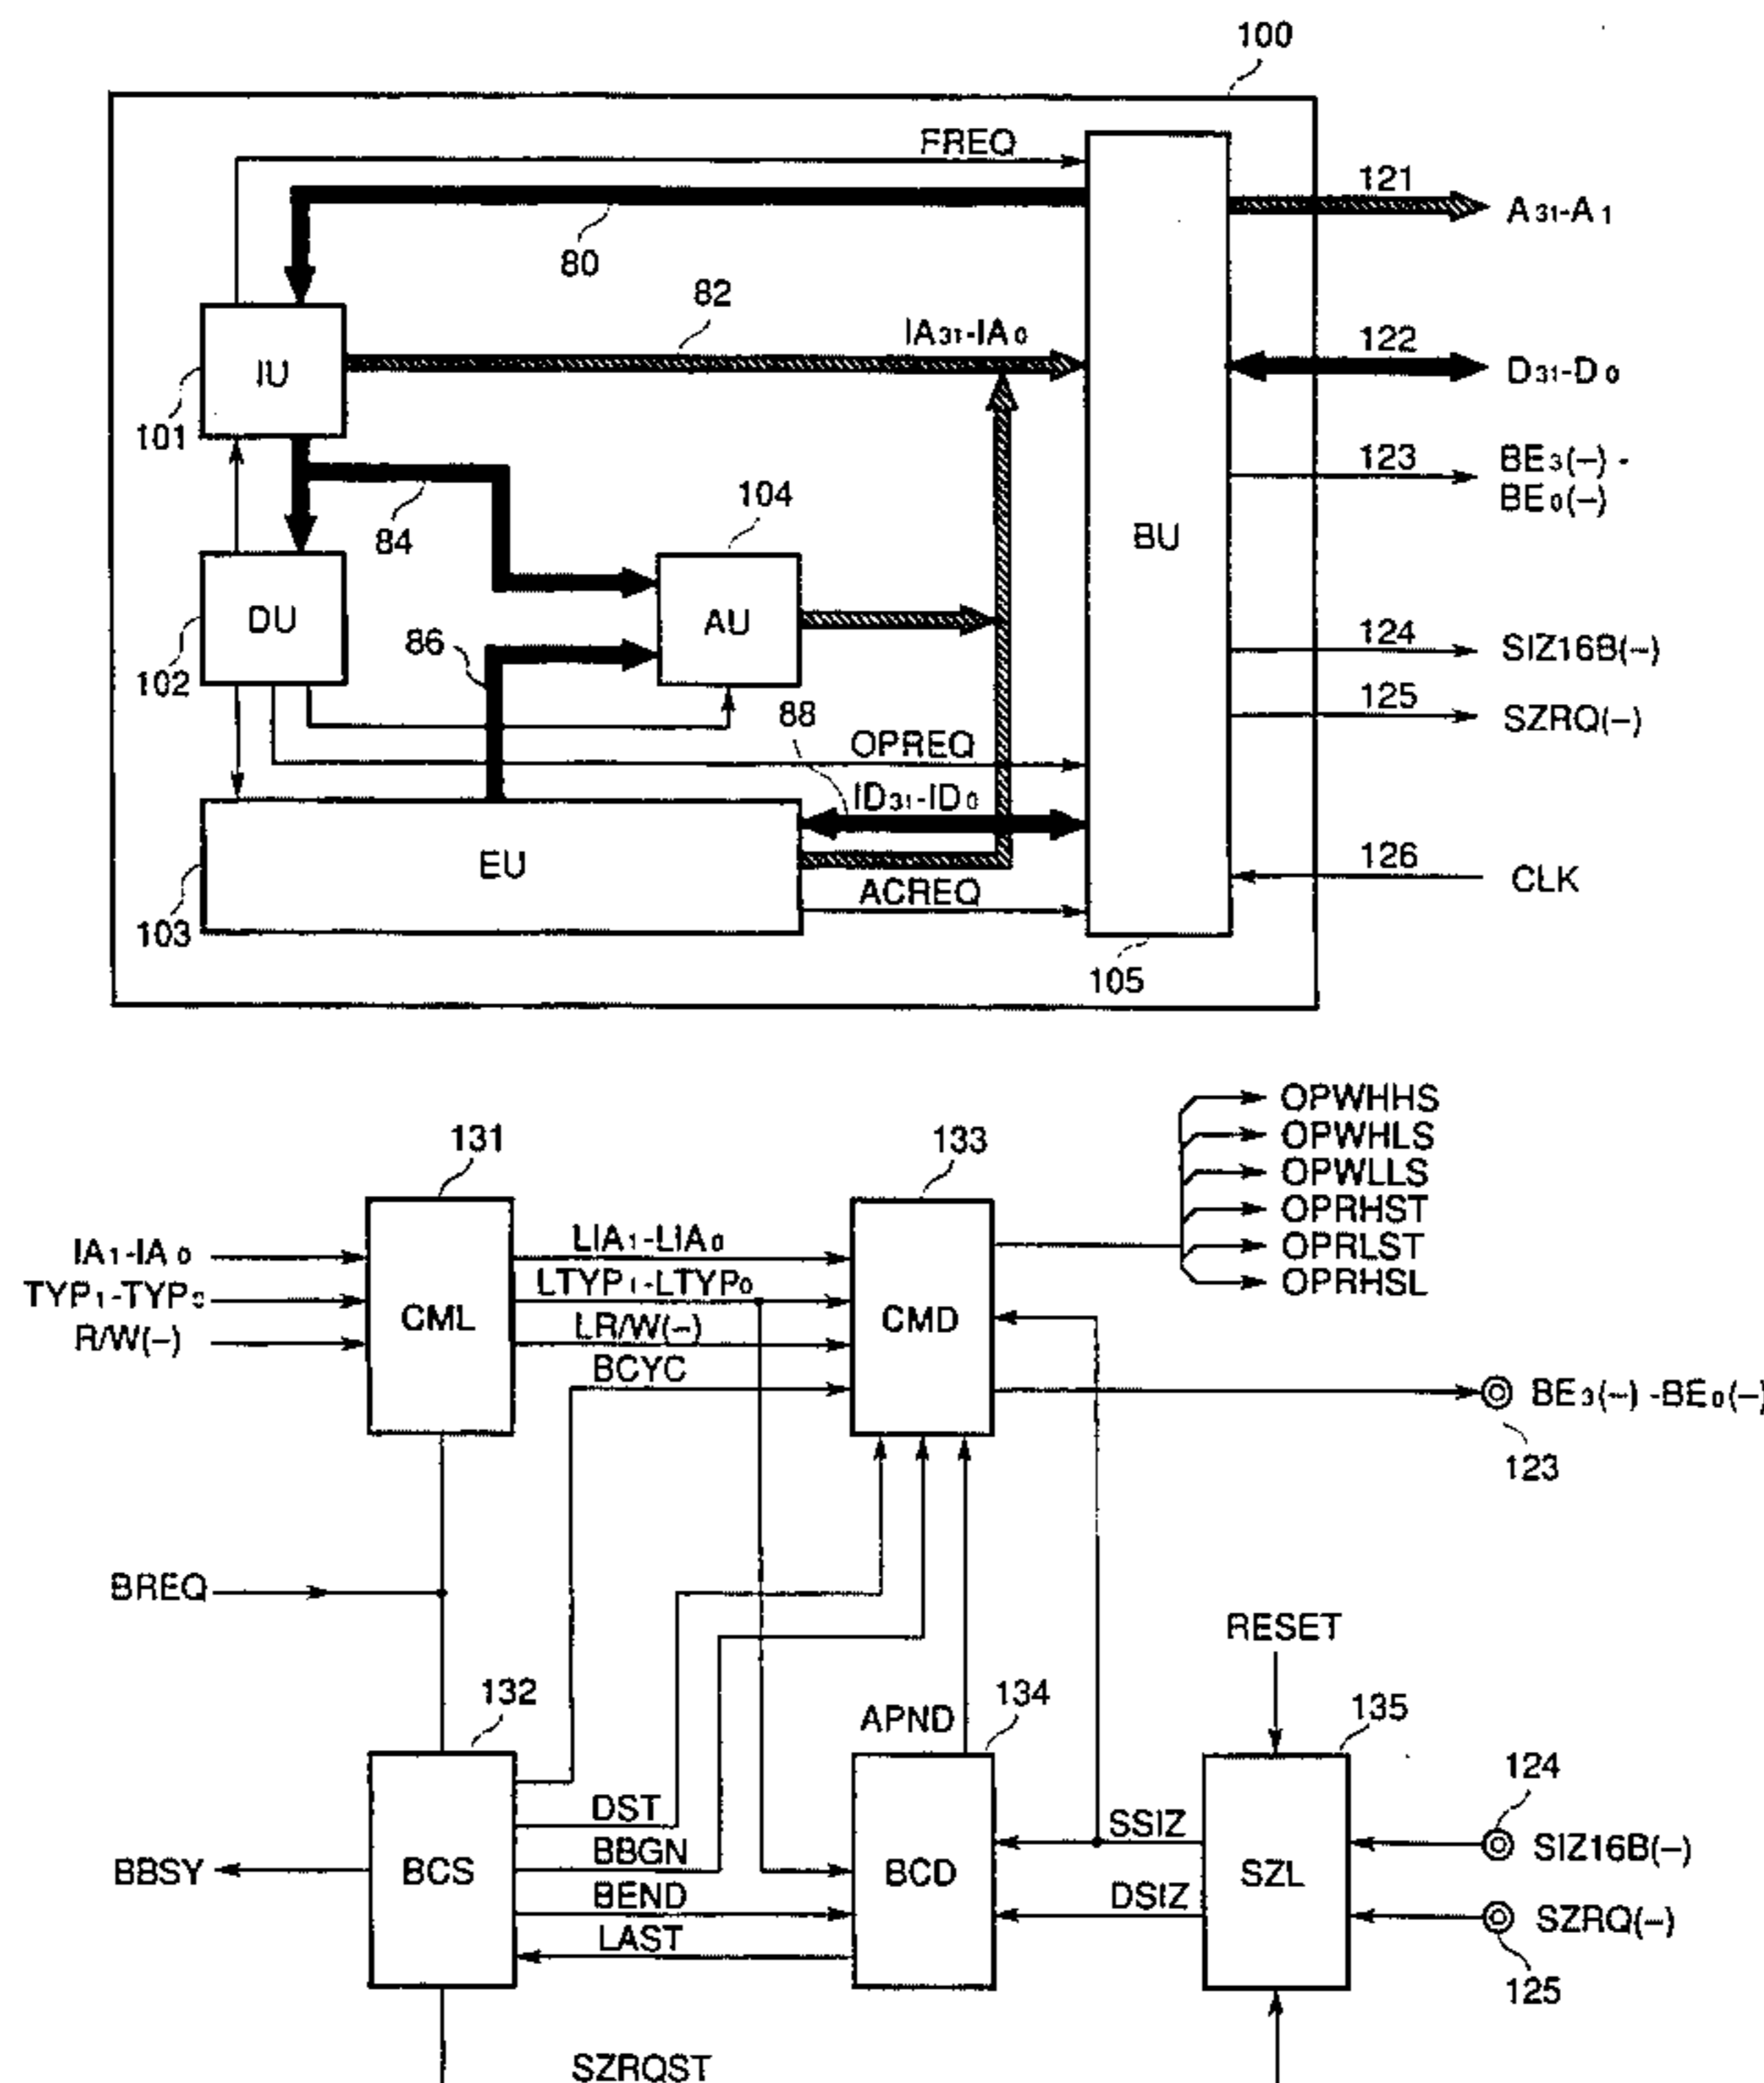 100
FREQ
121
A31-A1
80
82
IA31-IA0
122
D31-D0
IU
101
123
BE3(–) -
BE0(–)
84
104
BU
DU
AU
124
SIZ16B(–)
86
102
88
125
SZRQ(–)
OPREQ
ID31-ID0
EU
126
CLK
ACREQ
103
105
OPWHHS
OPWHLS
OPWLLS
OPRHST
OPRLST
OPRHSL
131
133
IA1-IA0
LIA1-LIA0
TYP1-TYP0
LTYP1-LTYP0
CML
CMD
R/W(–)
LR/W(–)
BCYC
BE3(–) -BE0(–)
123
BREQ
RESET
132
APND
134
135
124
DST
SSIZ
SIZ16B(–)
BBSY
BCS
BBGN
BCD
SZL
BEND
DSIZ
SZRQ(–)
LAST
125
SZRQST